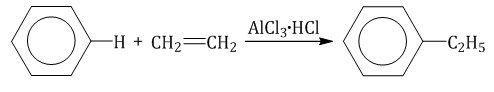 H + CH₂=CH₂ AlCl₃·HCl C₂H₅